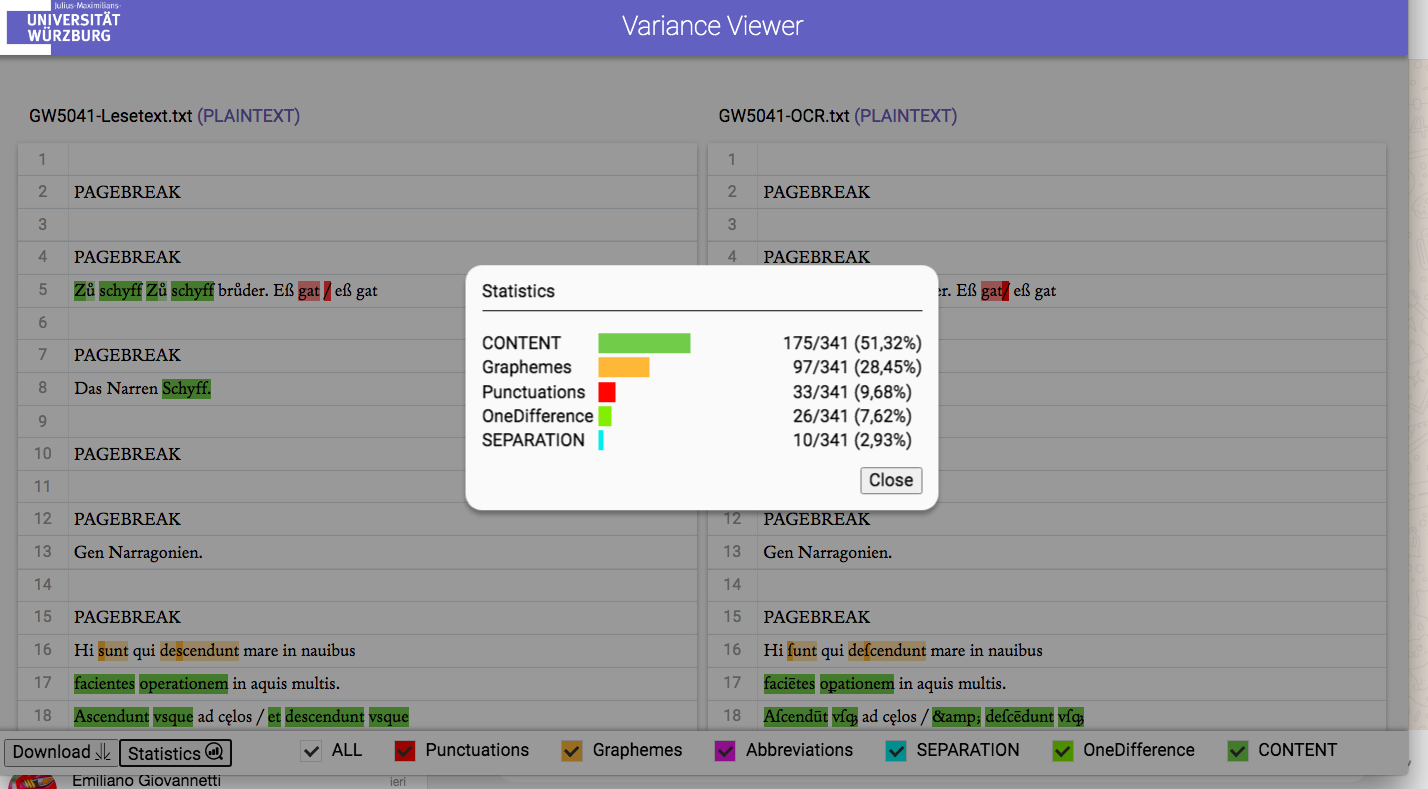 Julius-Maximilians-
UNIVERSITÄT
WÜRZBURG
Variance Viewer
GW5041-Lesetext.txt (PLAINTEXT)
1
2 PAGEBREAK
3
4 PAGEBREAK
5 Zů schyff Zů schyff brůder. Eß gat / eß gat
6
7 PAGEBREAK
8 Das Narren Schyff.
9
10 PAGEBREAK
11
12 PAGEBREAK
13 Gen Narragonien.
14
15 PAGEBREAK
16 Hi sunt qui descendunt mare in nauibus
17 facientes operationem in aquis multis.
18 Ascendunt vsque ad cęlos / et descendunt vsque
GW5041-OCR.txt (PLAINTEXT)
1
2 PAGEBREAK
3
4 PAGEBREAK
er. Eß gat/ eß gat
12 PAGEBREAK
13 Gen Narragonien.
14
15 PAGEBREAK
16 Hi ſunt qui deſcendunt mare in nauibus
17 faciētes oꝑationem in aquis multis.
18 Aſcendūt vſqꝫ ad cęlos / &amp; deſcēdunt vſqꝫ
Statistics
CONTENT 175/341 (51,32%)
Graphemes 97/341 (28,45%)
Punctuations 33/341 (9,68%)
OneDifference 26/341 (7,62%)
SEPARATION 10/341 (2,93%)
Close
Download Statistics ALL Punctuations Graphemes Abbreviations SEPARATION OneDifference CONTENT
Emiliano Giovannetti ieri